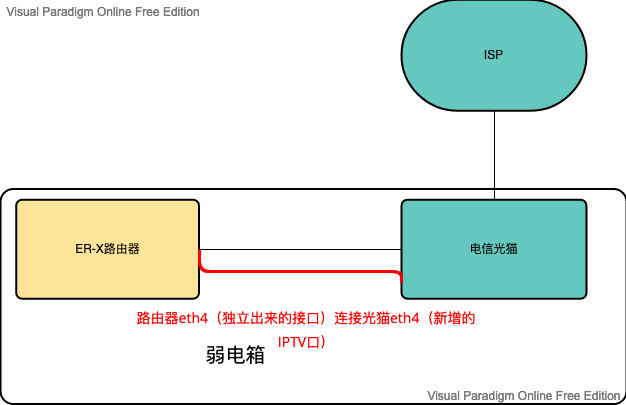 Visual Paradigm Online Free Edition
ISP
ER-X路由器
电信光猫
路由器eth4（独立出来的接口）连接光猫eth4（新增的
IPTV口）
弱电箱
Visual Paradigm Online Free Edition